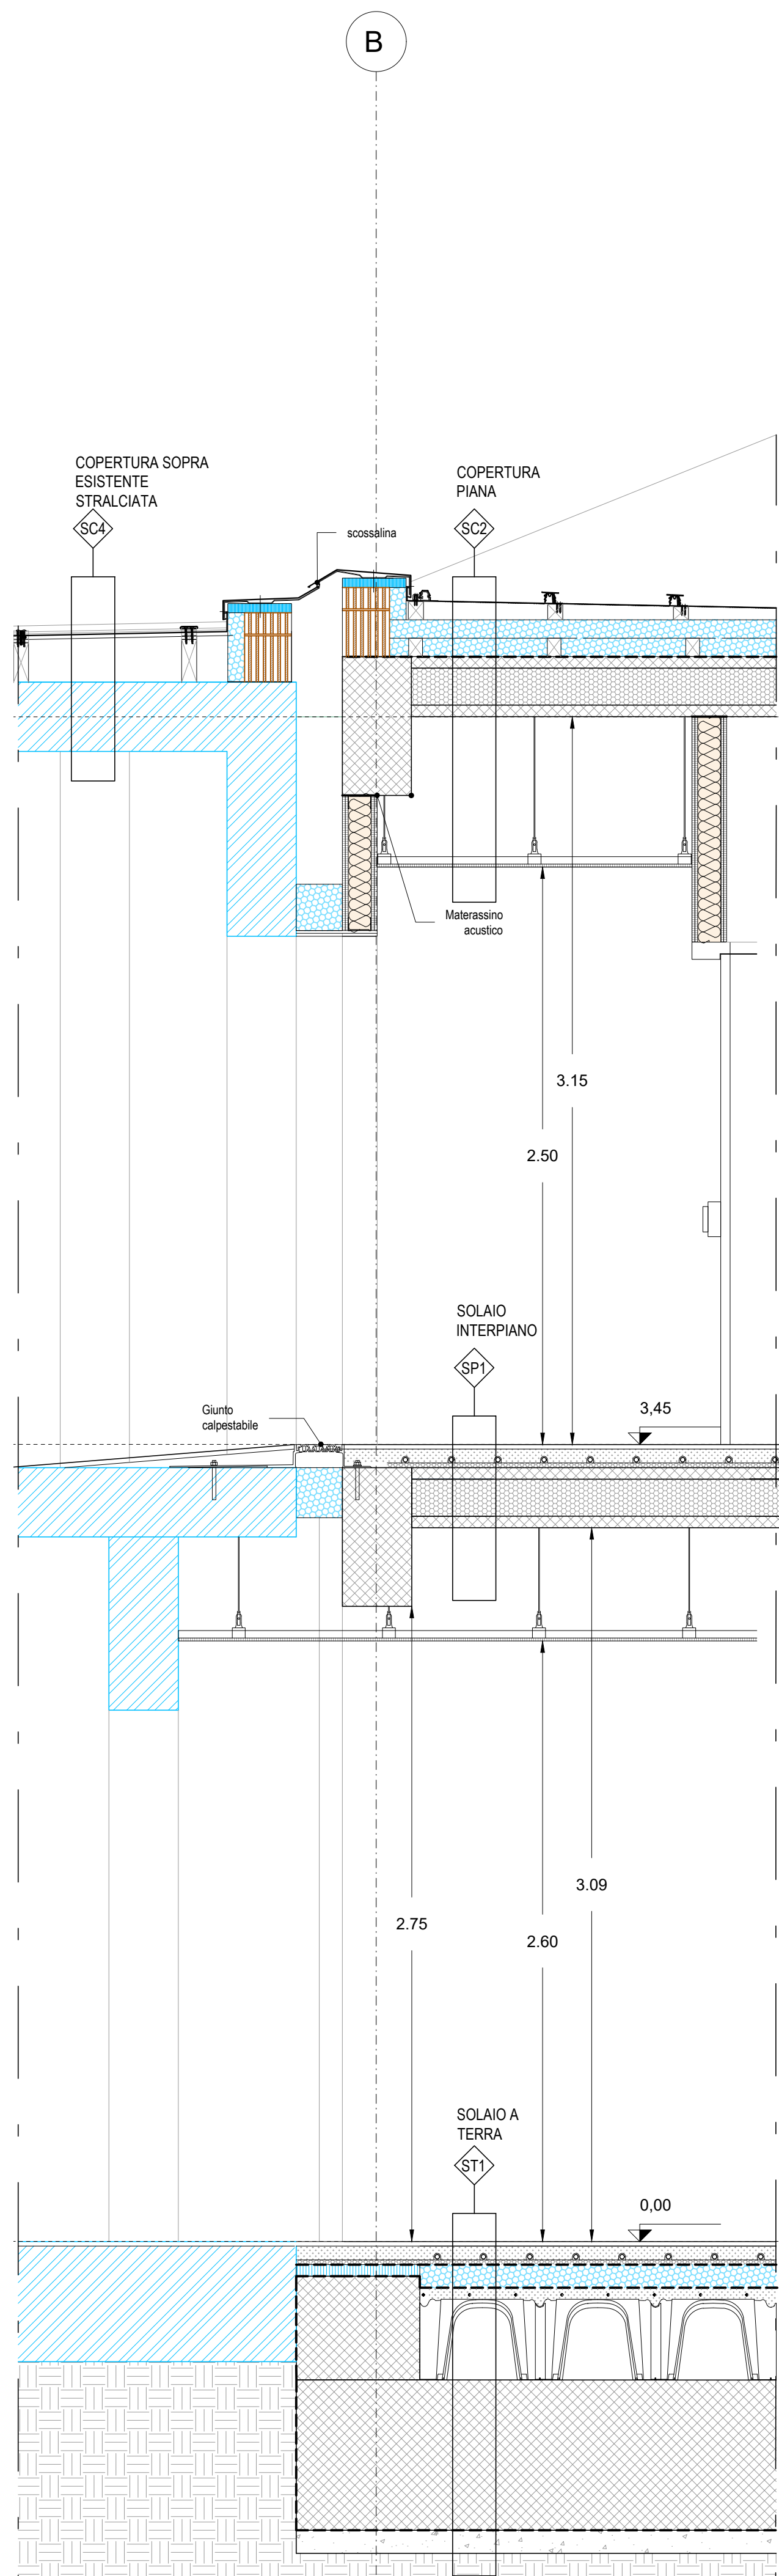 B
COPERTURA SOPRA
ESISTENTE
STRALCIATA
SC4
COPERTURA
PIANA
SC2
scossalina
Materassino
acustico
3.15
2.50
SOLAIO
INTERPIANO
SP1
3,45
Giunto
calpestabile
3.09
2.75
2.60
SOLAIO A
TERRA
ST1
0,00